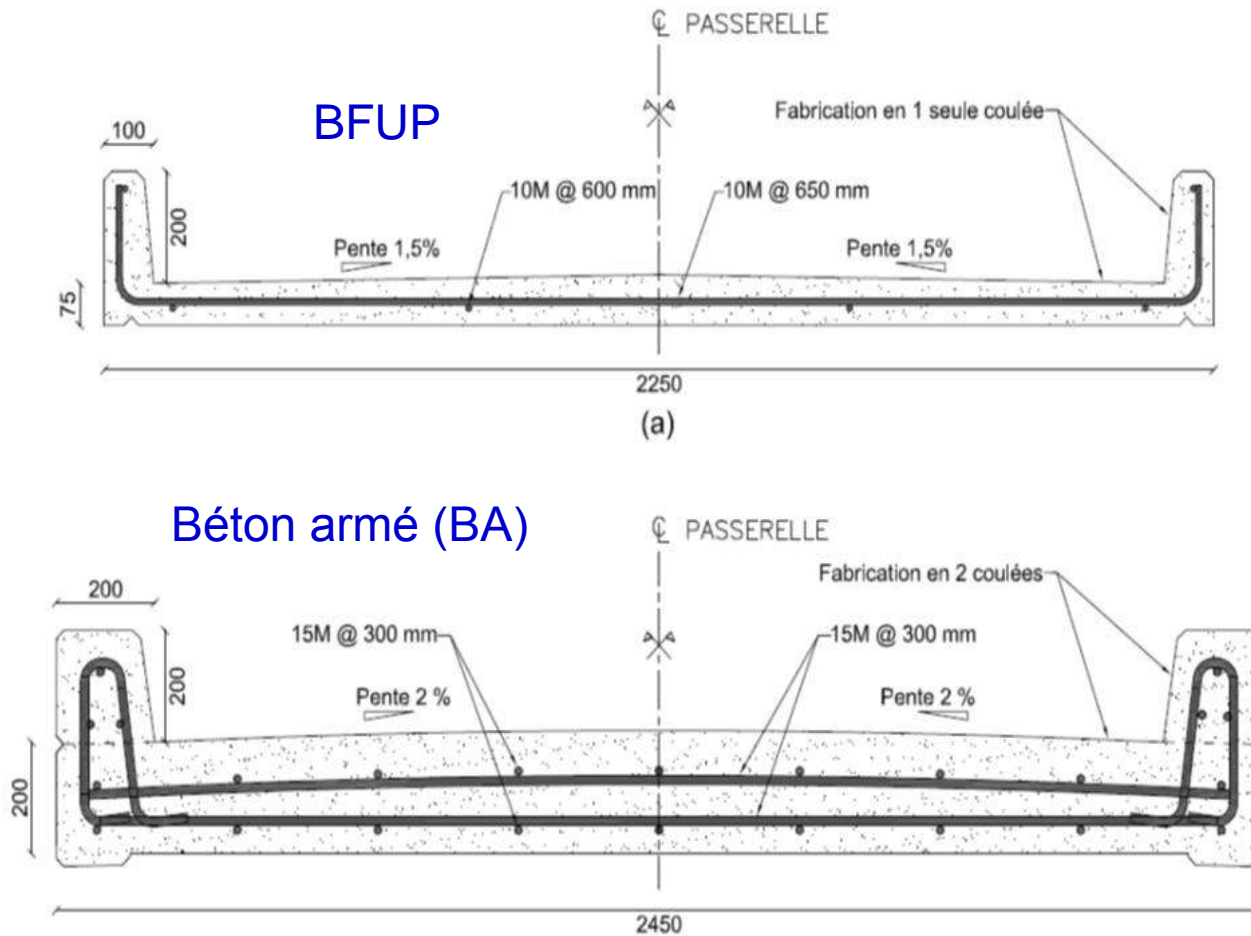 ℄ PASSERELLE
BFUP
Fabrication en 1 seule coulée
100
10M @ 600 mm
10M @ 650 mm
200
Pente 1,5%
Pente 1,5%
75
2250
(a)
Béton armé (BA)
℄ PASSERELLE
Fabrication en 2 coulées
200
15M @ 300 mm
15M @ 300 mm
200
Pente 2 %
Pente 2 %
200
2450